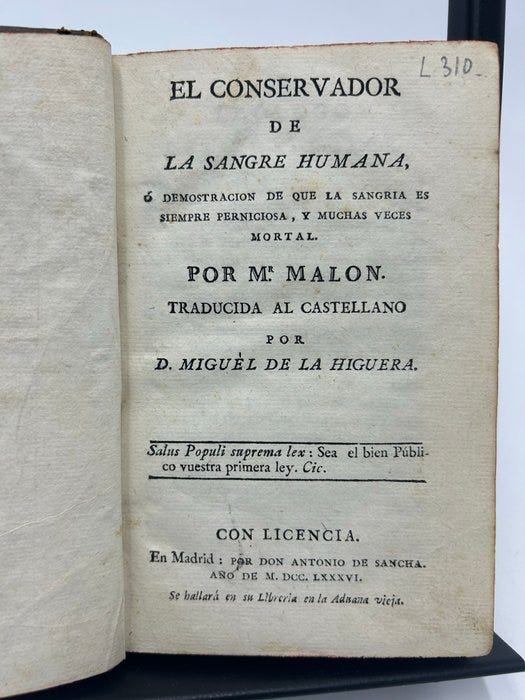 L 310.
EL CONSERVADOR
DE
LA SANGRE HUMANA,
ó DEMOSTRACION DE QUE LA SANGRIA ES
SIEMPRE PERNICIOSA, Y MUCHAS VECES
MORTAL.
POR Mʀ MALON.
TRADUCIDA AL CASTELLANO
POR
D. MIGUÈL DE LA HIGUERA.
Salus Populi suprema lex: Sea el bien Públi-
co vuestra primera ley. Cic.
CON LICENCIA.
En Madrid: POR DON ANTONIO DE SANCHA.
AÑO DE M. DCC. LXXXVI.
Se hallará en su Librería en la Aduana vieja.